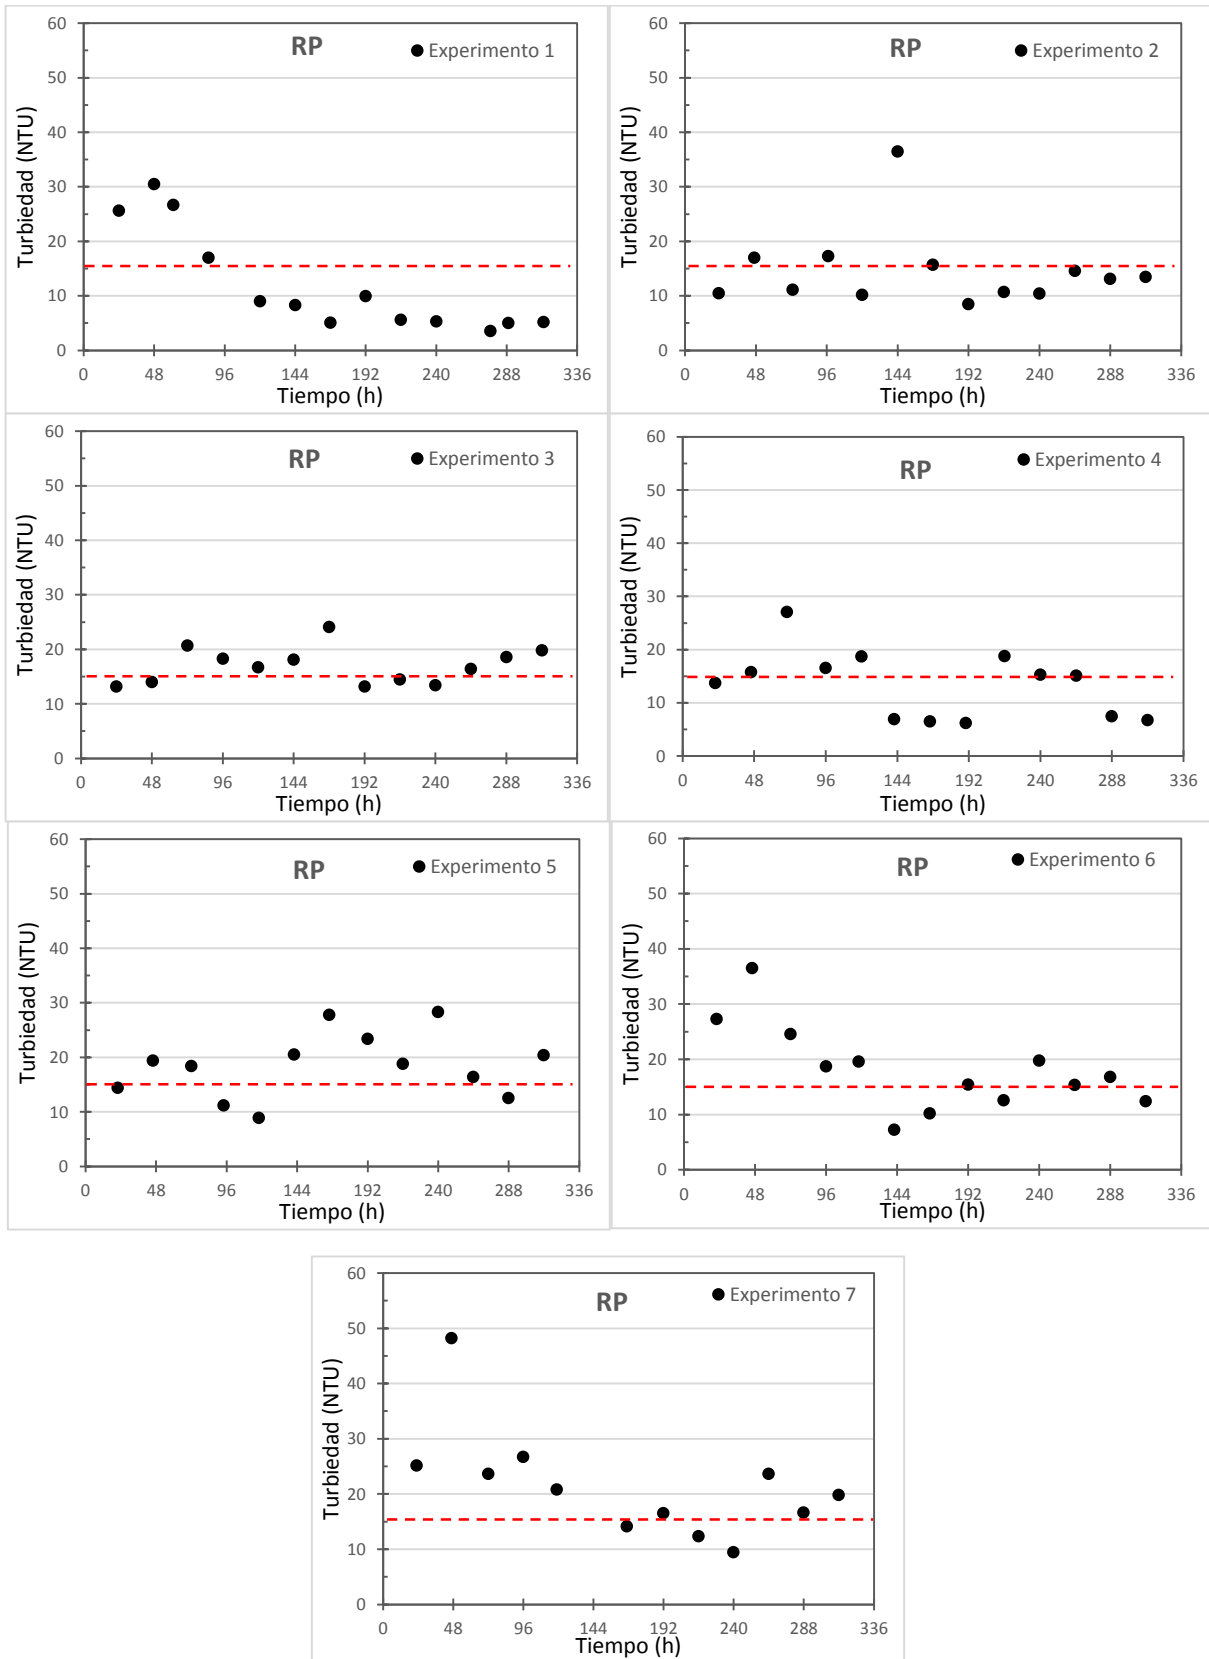 RP
Experimento 1
Turbiedad (NTU)
60
50
40
30
20
10
0
0 48 96 144 192 240 288 336
Tiempo (h)
RP
Experimento 2
Turbiedad (NTU)
60
50
40
30
20
10
0
0 48 96 144 192 240 288 336
Tiempo (h)
RP
Experimento 3
Turbiedad (NTU)
60
50
40
30
20
10
0
0 48 96 144 192 240 288 336
Tiempo (h)
RP
Experimento 4
Turbiedad (NTU)
60
50
40
30
20
10
0
0 48 96 144 192 240 288 336
Tiempo (h)
RP
Experimento 5
Turbiedad (NTU)
60
50
40
30
20
10
0
0 48 96 144 192 240 288 336
Tiempo (h)
RP
Experimento 6
Turbiedad (NTU)
60
50
40
30
20
10
0
0 48 96 144 192 240 288 336
Tiempo (h)
RP
Experimento 7
Turbiedad (NTU)
60
50
40
30
20
10
0
0 48 96 144 192 240 288 336
Tiempo (h)